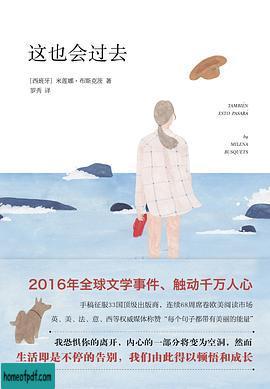 这也会过去
[西班牙] 米莲娜·布斯克茨 著
罗秀 译
TAMBIÉN
ESTO PASARÁ
by
MILENA
BUSQUETS
2016年全球文学事件、触动千万人心
手稿征服33国顶级出版商，连续68周席卷欧美阅读市场
英、美、法、意、西等权威媒体称赞“每个句子都带有美丽的能量”
我恐惧你的离开，内心的一部分将变为空洞，然而
生活即是不停的告别，我们由此得以顿悟和成长
homeofpdf.com